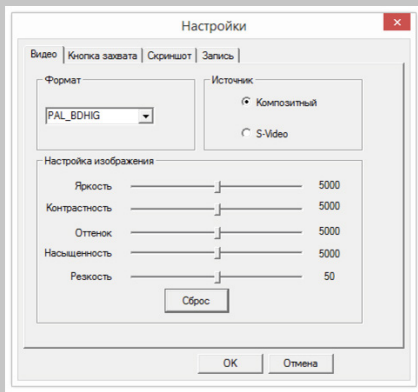 Настройки
Видео Кнопка захвата Скриншот Запись
Формат
PAL_BDHIG
Источник
Композитный
S-Video
Настройка изображения
Яркость 5000
Контрастность 5000
Оттенок 5000
Насыщенность 5000
Резкость 50
Сброс
OK Отмена